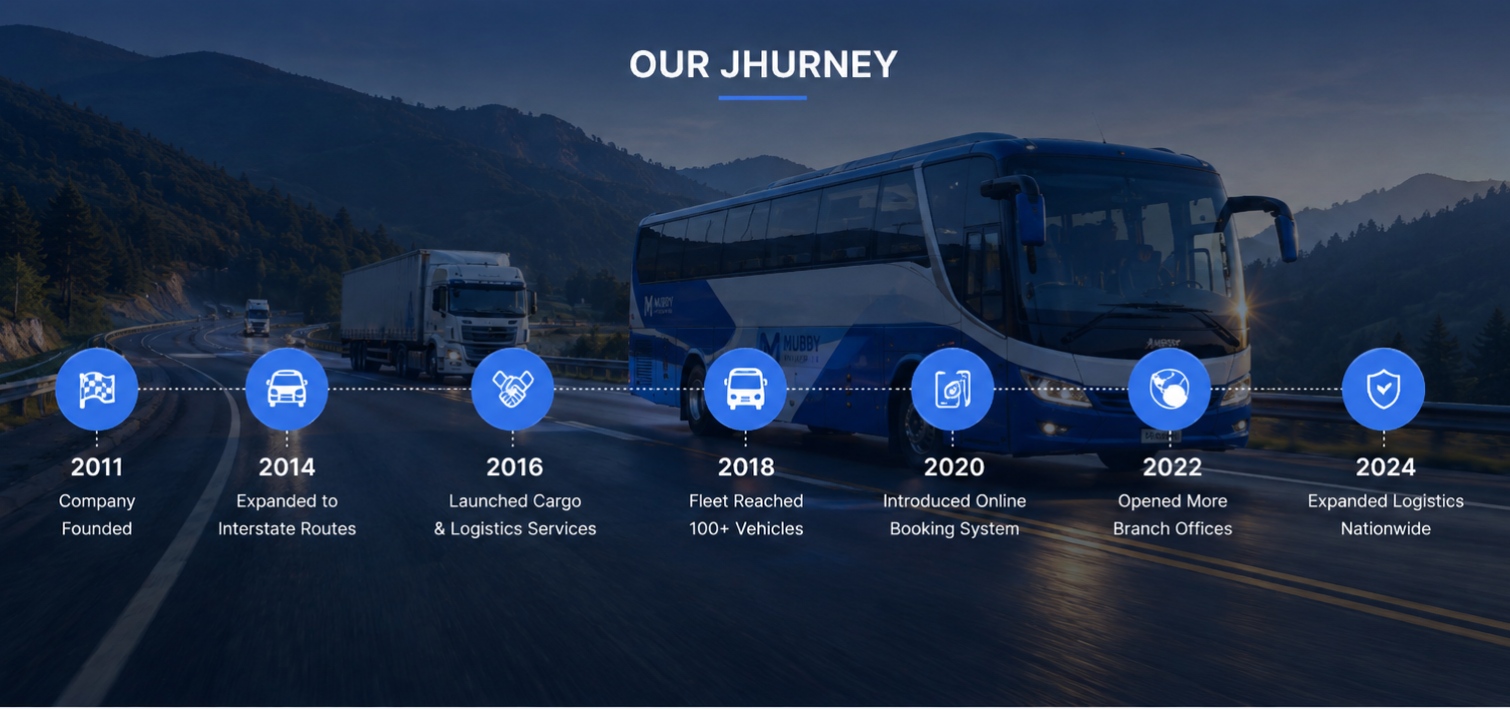 OUR JHURNEY
MUBBY
MUBBY
2011
Company
Founded
2014
Expanded to
Interstate Routes
2016
Launched Cargo
& Logistics Services
2018
Fleet Reached
100+ Vehicles
2020
Introduced Online
Booking System
2022
Opened More
Branch Offices
2024
Expanded Logistics
Nationwide